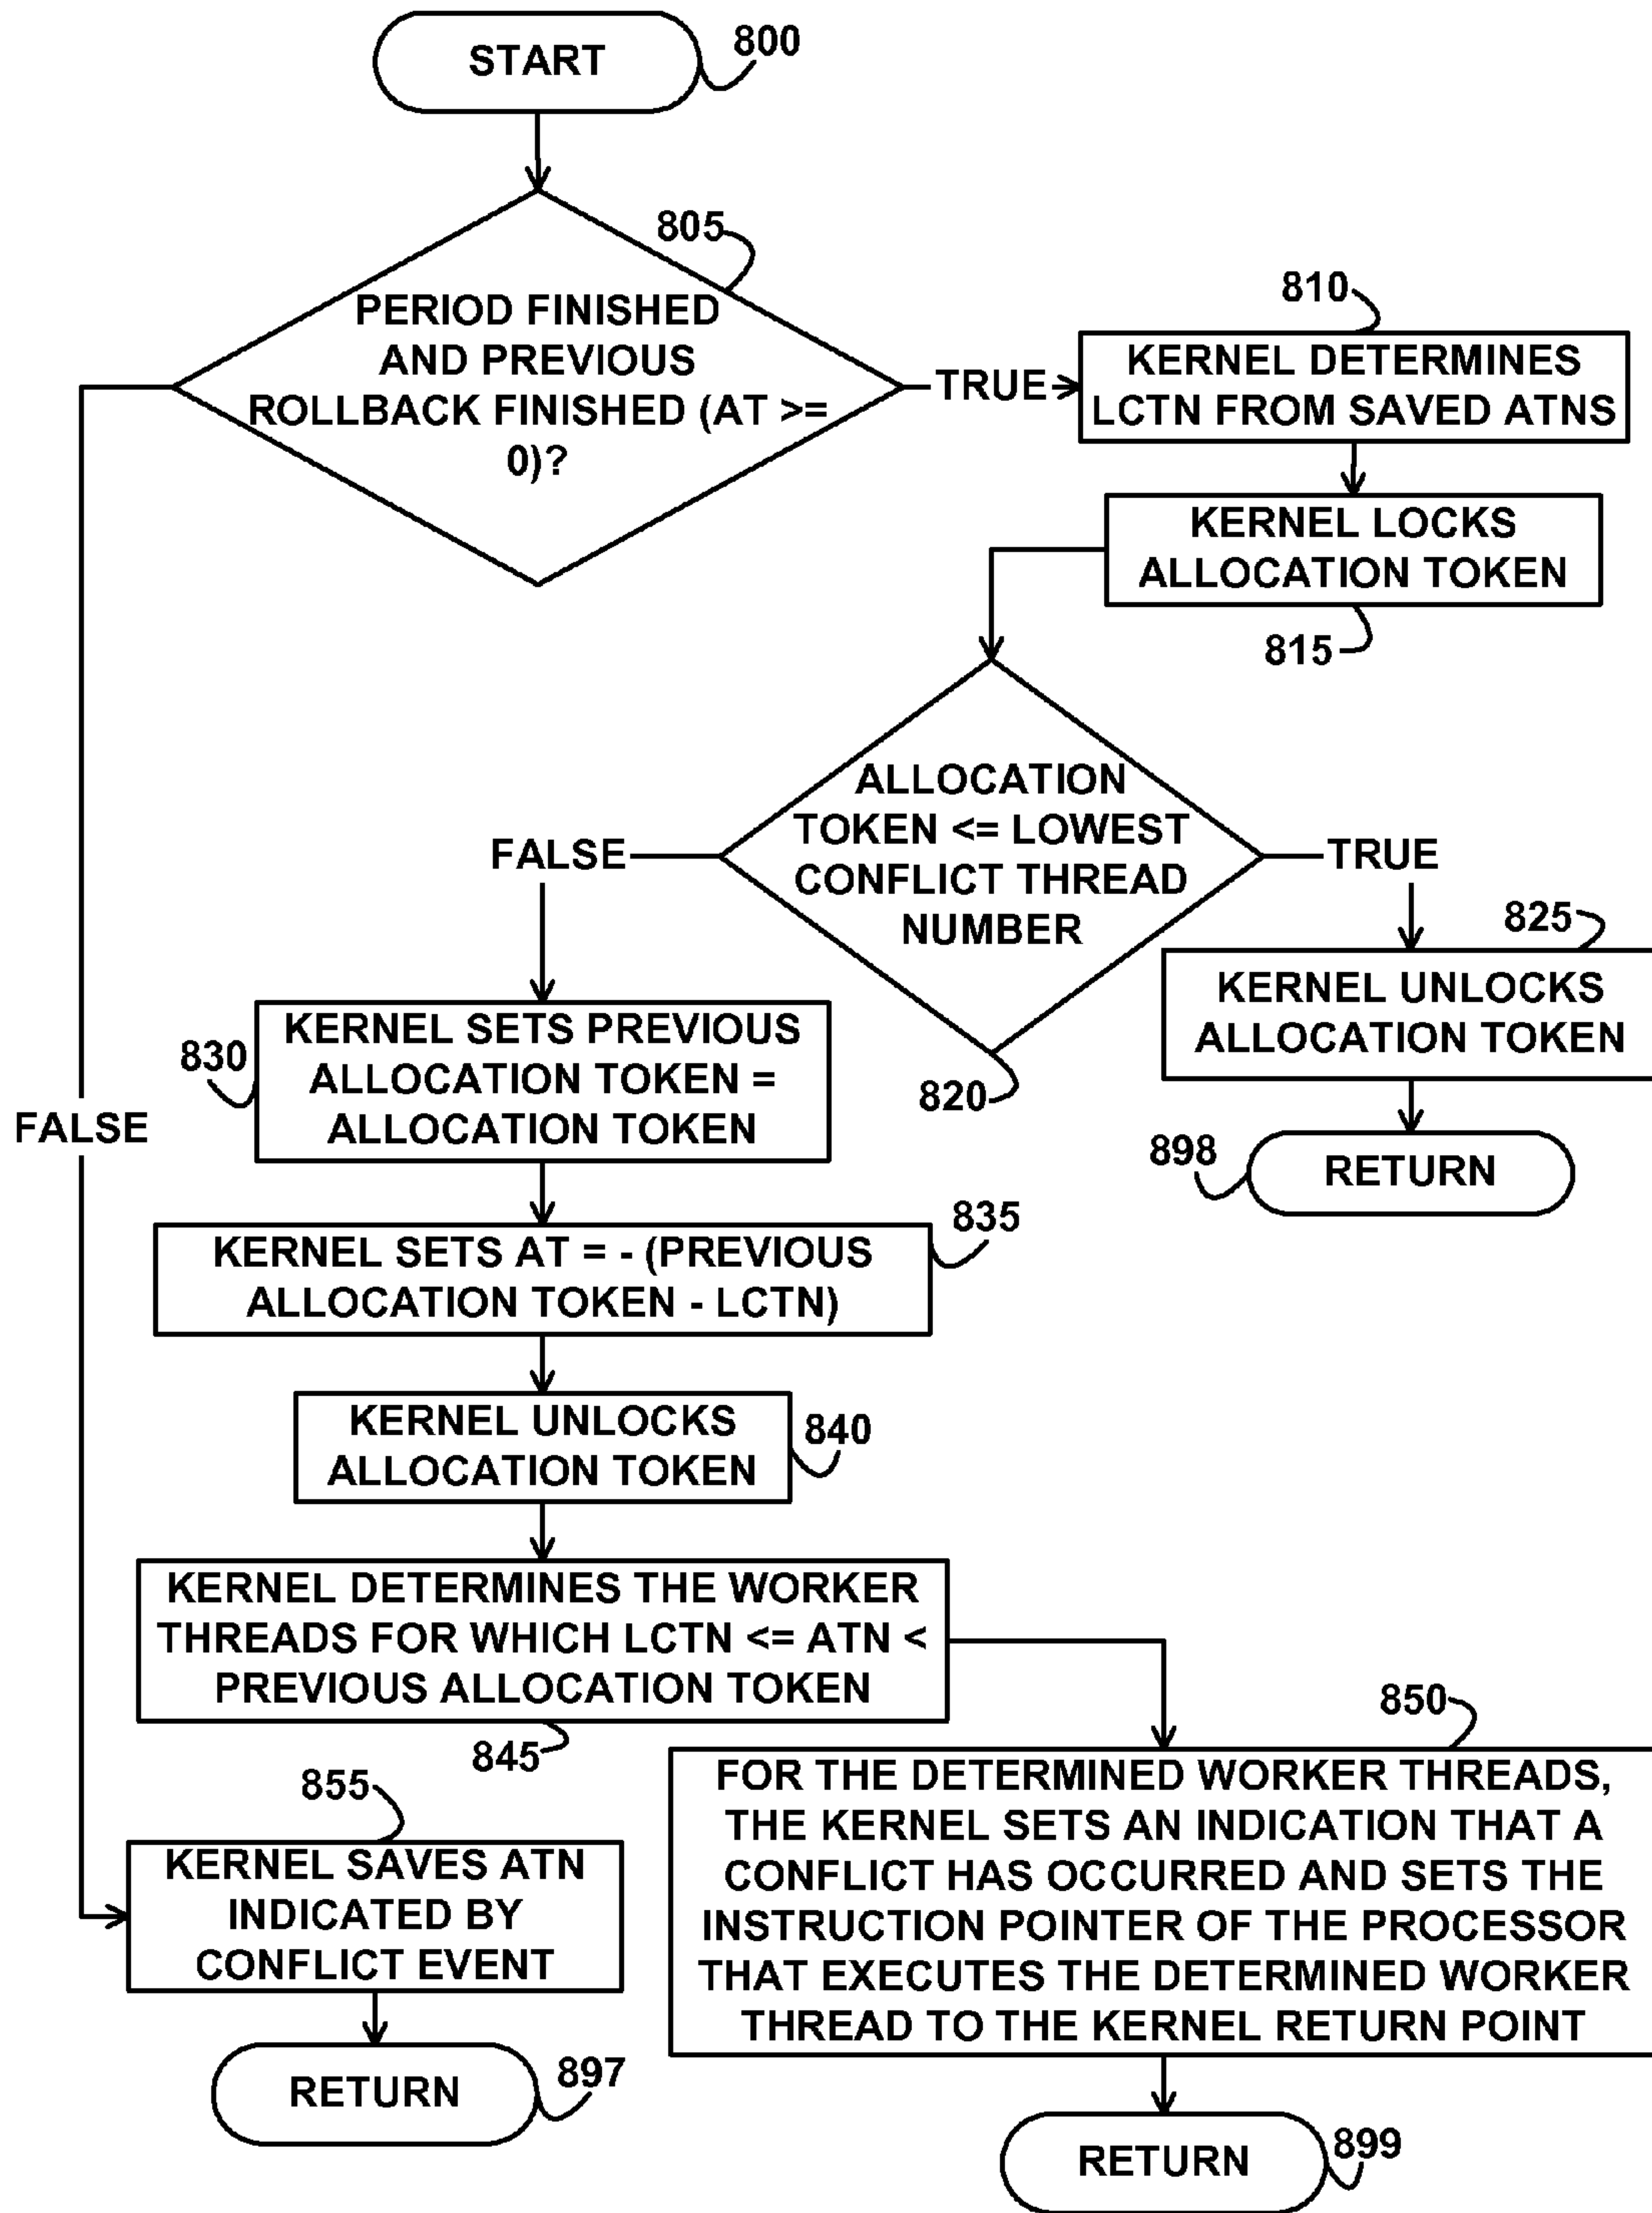 START
800
805
PERIOD FINISHED
AND PREVIOUS
ROLLBACK FINISHED (AT >=
0)?
TRUE
810
KERNEL DETERMINES
LCTN FROM SAVED ATNS
KERNEL LOCKS
ALLOCATION TOKEN
815
ALLOCATION
TOKEN <= LOWEST
CONFLICT THREAD
NUMBER
820
FALSE
TRUE
825
KERNEL UNLOCKS
ALLOCATION TOKEN
898
RETURN
830
KERNEL SETS PREVIOUS
ALLOCATION TOKEN =
ALLOCATION TOKEN
FALSE
835
KERNEL SETS AT = - (PREVIOUS
ALLOCATION TOKEN - LCTN)
KERNEL UNLOCKS
ALLOCATION TOKEN
840
KERNEL DETERMINES THE WORKER
THREADS FOR WHICH LCTN <= ATN <
PREVIOUS ALLOCATION TOKEN
845
850
FOR THE DETERMINED WORKER THREADS,
THE KERNEL SETS AN INDICATION THAT A
CONFLICT HAS OCCURRED AND SETS THE
INSTRUCTION POINTER OF THE PROCESSOR
THAT EXECUTES THE DETERMINED WORKER
THREAD TO THE KERNEL RETURN POINT
855
KERNEL SAVES ATN
INDICATED BY
CONFLICT EVENT
RETURN
897
RETURN
899